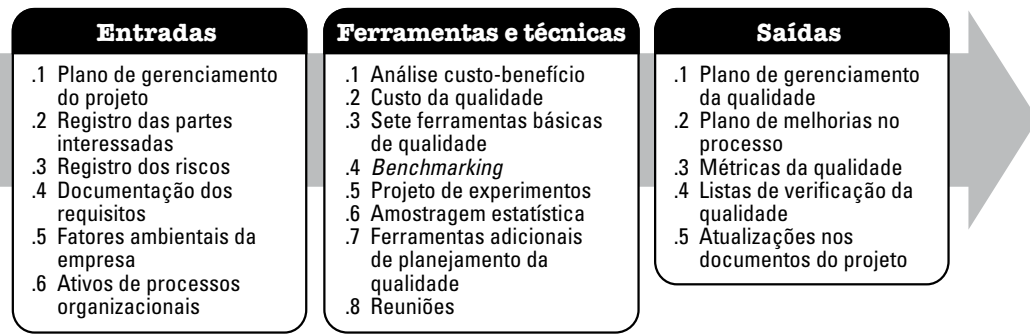 Entradas
.1 Plano de gerenciamento
do projeto
.2 Registro das partes
interessadas
.3 Registro dos riscos
.4 Documentação dos
requisitos
.5 Fatores ambientais da
empresa
.6 Ativos de processos
organizacionais
Ferramentas e técnicas
.1 Análise custo-benefício
.2 Custo da qualidade
.3 Sete ferramentas básicas
de qualidade
.4 Benchmarking
.5 Projeto de experimentos
.6 Amostragem estatística
.7 Ferramentas adicionais
de planejamento da
qualidade
.8 Reuniões
Saídas
.1 Plano de gerenciamento
da qualidade
.2 Plano de melhorias no
processo
.3 Métricas da qualidade
.4 Listas de verificação da
qualidade
.5 Atualizações nos
documentos do projeto